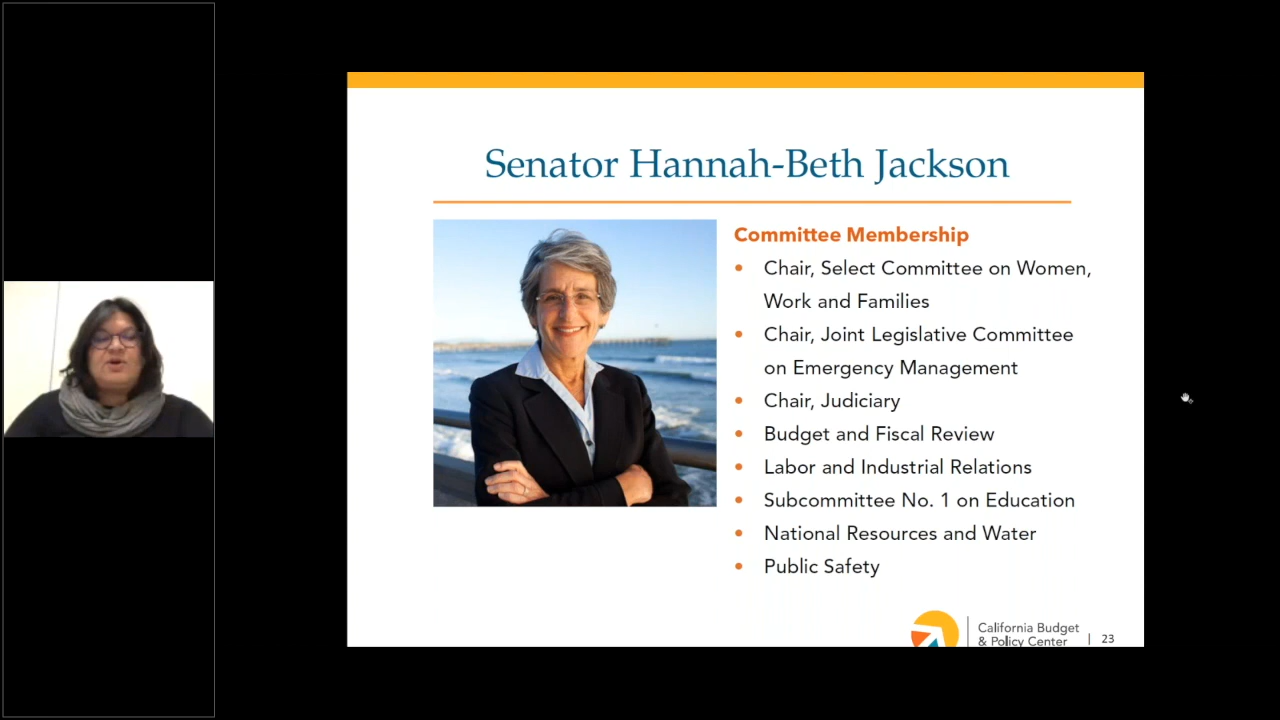 Senator Hannah-Beth Jackson
Committee Membership
• Chair, Select Committee on Women,
Work and Families
• Chair, Joint Legislative Committee
on Emergency Management
• Chair, Judiciary
• Budget and Fiscal Review
• Labor and Industrial Relations
• Subcommittee No. 1 on Education
• National Resources and Water
• Public Safety
California Budget
& Policy Center | 23